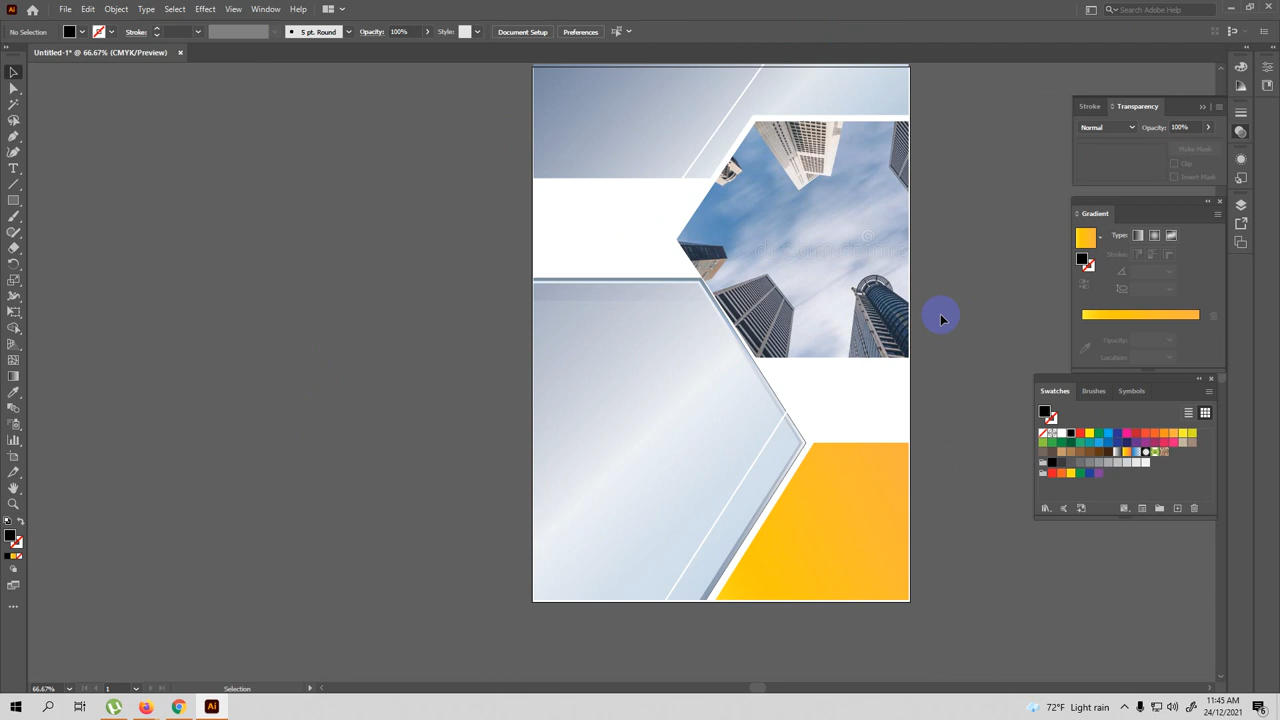 File Edit Object Type Select Effect View Window Help
Search Adobe Help
No Selection
Stroke:
5 pt. Round
Opacity: 100%
Style:
Document Setup
Preferences
Untitled-1* @ 66.67% (CMYK/Preview)
Stroke
Transparency
Normal
Opacity: 100%
Make Mask
Clip
Invert Mask
Gradient
Type:
Stroke:
Opacity:
Location:
Swatches
Brushes
Symbols
66.67%
1
Selection
Ai
72°F Light rain
11:45 AM
24/12/2021
6